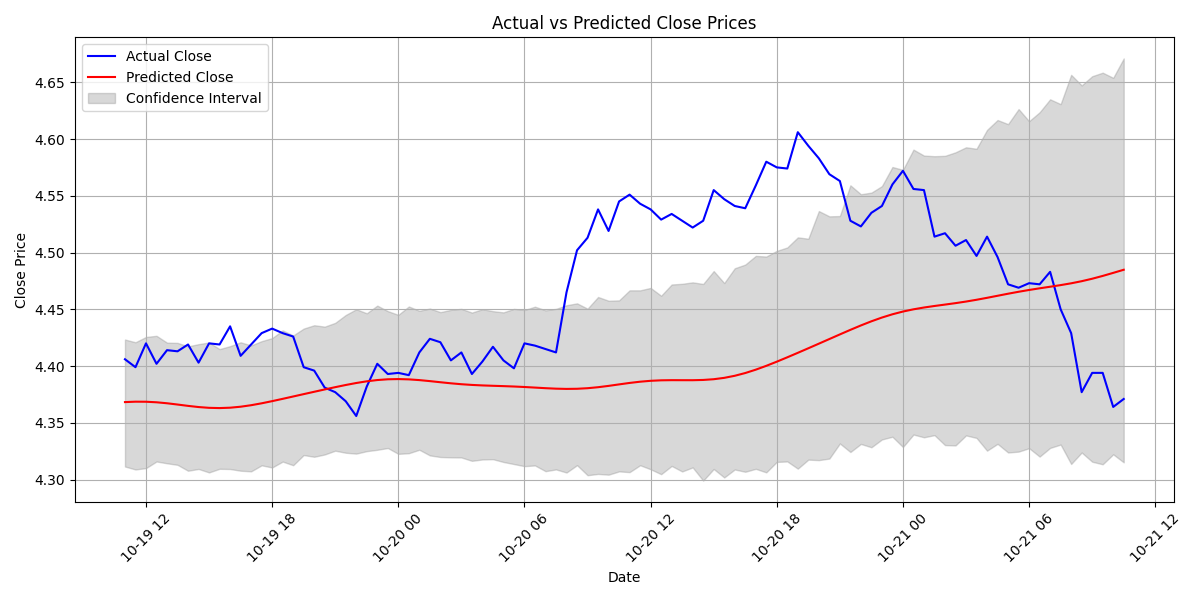 Actual vs Predicted Close Prices
Actual Close
Predicted Close
Confidence Interval
Close Price
4.65
4.60
4.55
4.50
4.45
4.40
4.35
4.30
10-19 12
10-19 18
10-20 00
10-20 06
10-20 12
10-20 18
10-21 00
10-21 06
10-21 12
Date